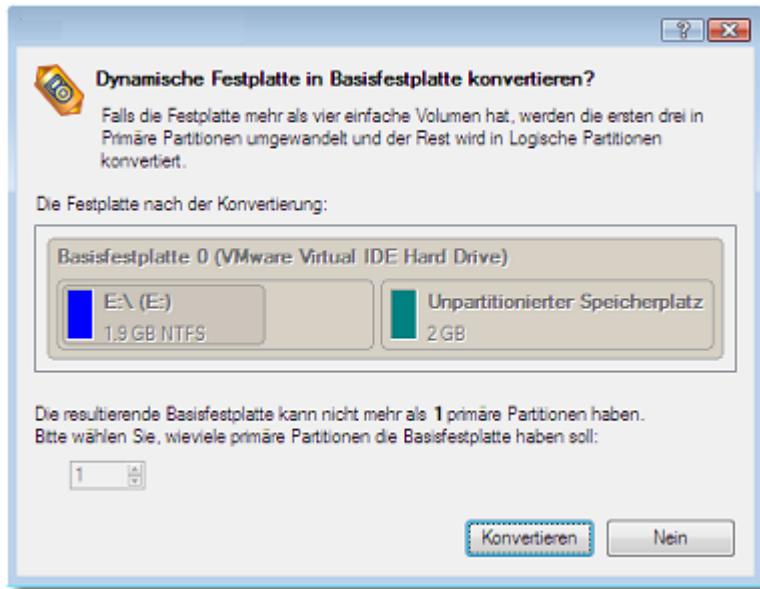 Dynamische Festplatte in Basisfestplatte konvertieren?
Falls die Festplatte mehr als vier einfache Volumen hat, werden die ersten drei in
Primäre Partitionen umgewandelt und der Rest wird in Logische Partitionen
konvertiert.
Die Festplatte nach der Konvertierung:
Basisfestplatte 0 (VMware Virtual IDE Hard Drive)
E:\ (E:)
1.9 GB NTFS
Unpartitionierter Speicherplatz
2 GB
Die resultierende Basisfestplatte kann nicht mehr als 1 primäre Partitionen haben.
Bitte wählen Sie, wieviele primäre Partitionen die Basisfestplatte haben soll:
1
Konvertieren
Nein